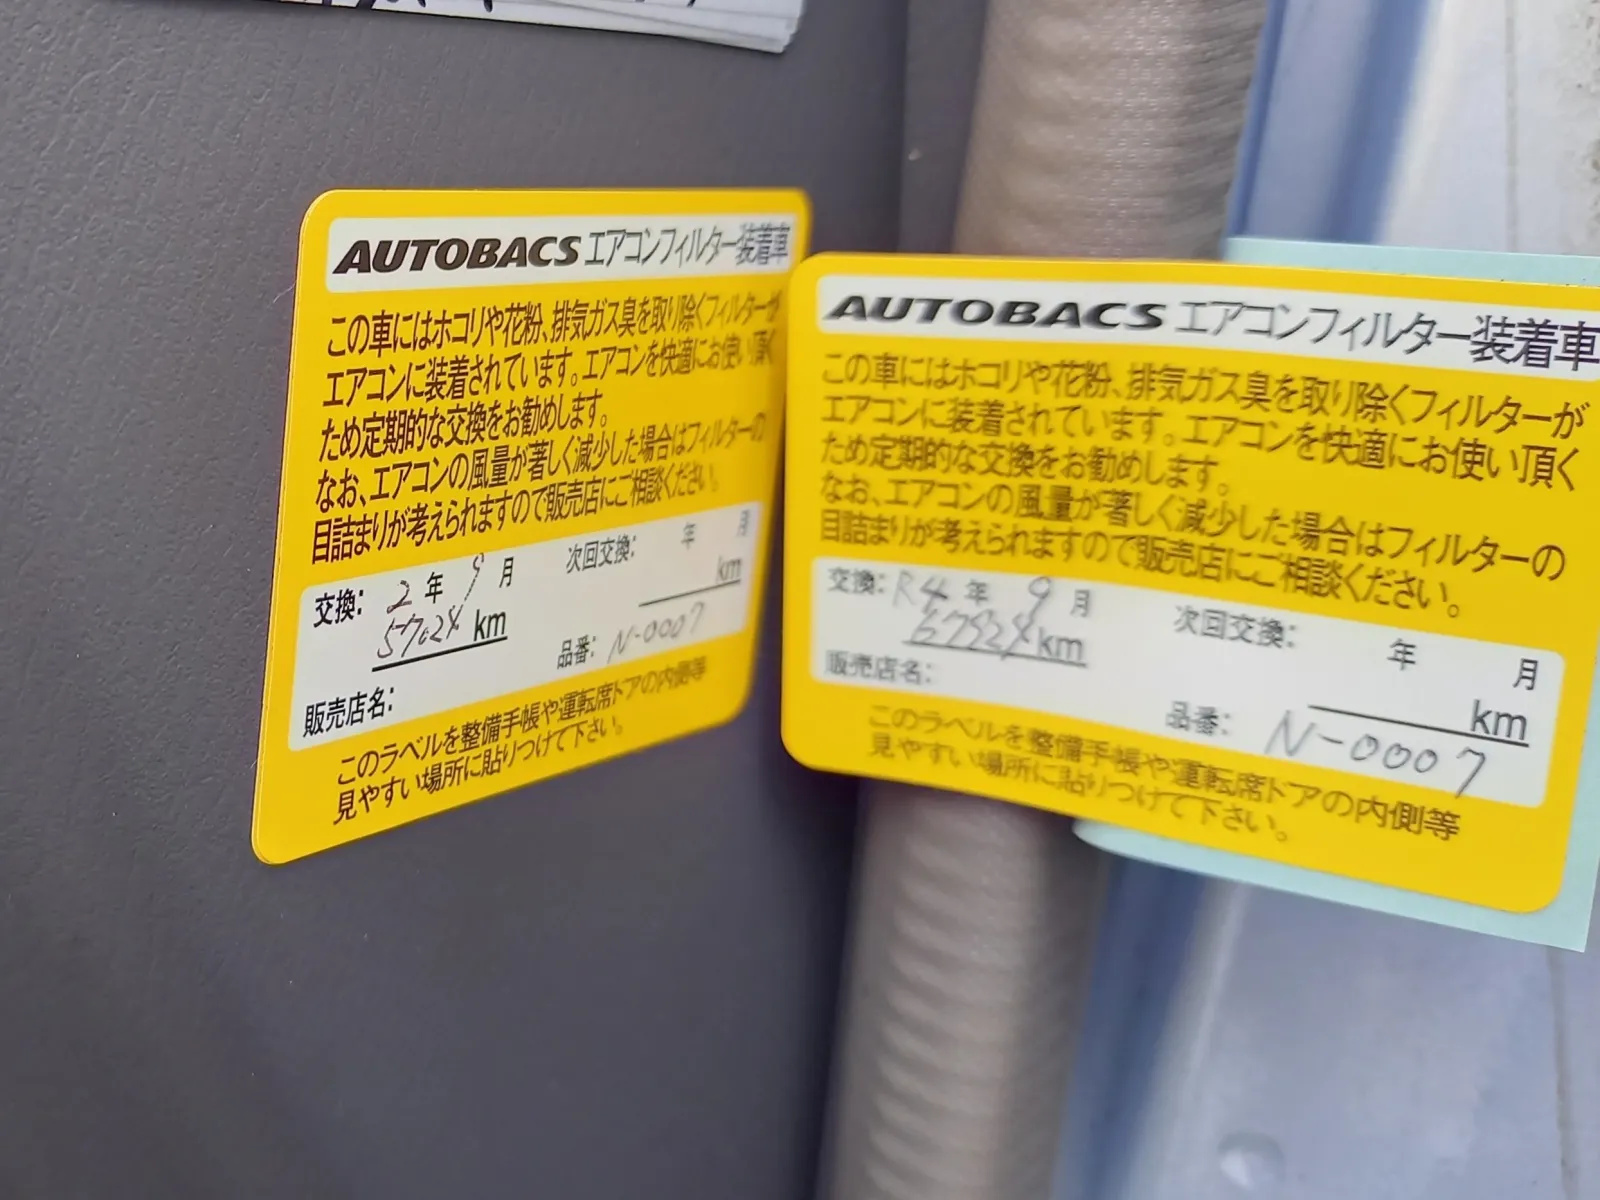 AUTOBACS エアコンフィルター装着車
この車にはホコリや花粉、排気ガス臭を取り除くフィルターが
エアコンに装着されています。エアコンを快適にお使い頂く
ため定期的な交換をお勧めします。
なお、エアコンの風量が著しく減少した場合はフィルターの
目詰まりが考えられますので販売店にご相談ください。
交換: 2年 9月 次回交換: 年 月
57024 km km
品番: N-0007
販売店名:
このラベルを整備手帳や運転席ドアの内側等
見やすい場所に貼りつけて下さい。
AUTOBACS エアコンフィルター装着車
この車にはホコリや花粉、排気ガス臭を取り除くフィルターが
エアコンに装着されています。エアコンを快適にお使い頂く
ため定期的な交換をお勧めします。
なお、エアコンの風量が著しく減少した場合はフィルターの
目詰まりが考えられますので販売店にご相談ください。
交換: R4年 9月 次回交換: 年 月
km km
販売店名:
品番: N-0007
このラベルを整備手帳や運転席ドアの内側等
見やすい場所に貼りつけて下さい。